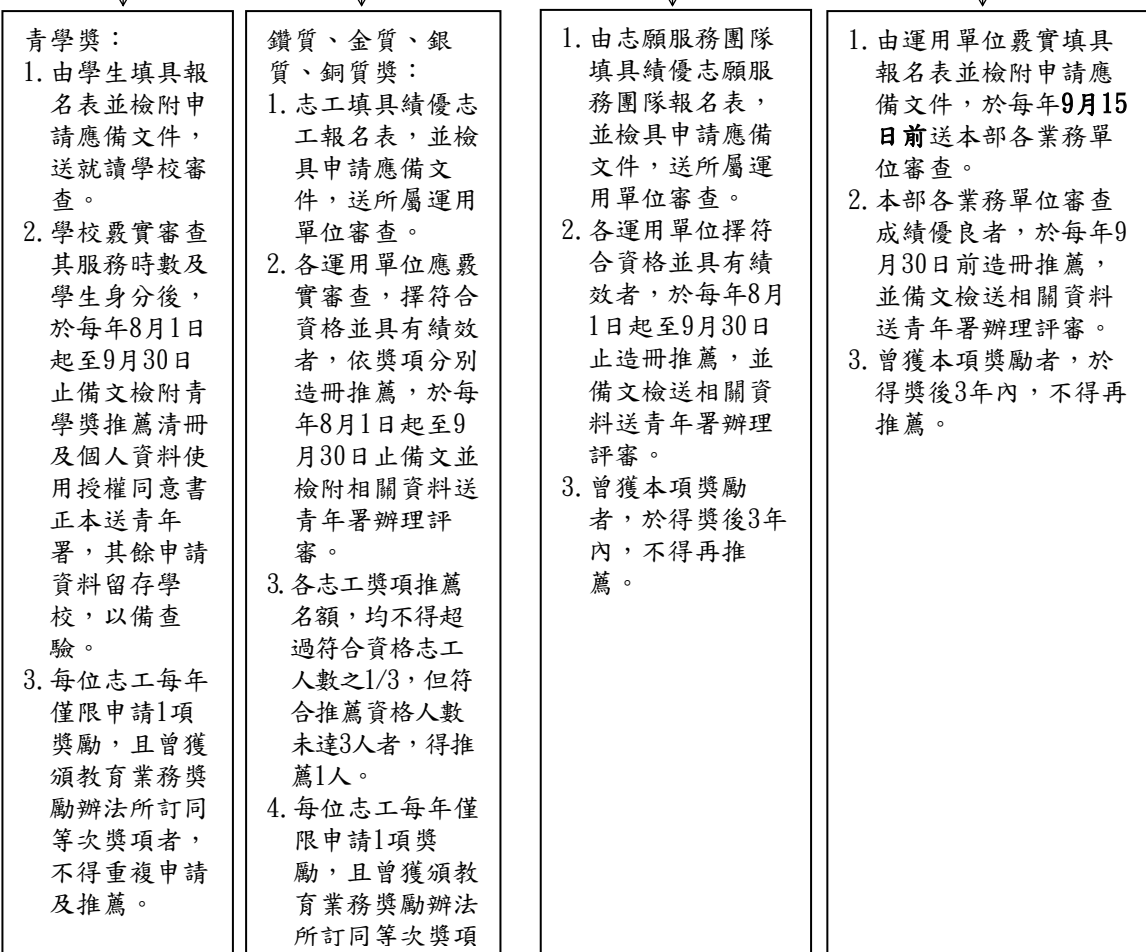 青學獎：
1.由學生填具報
名表並檢附申
請應備文件，
送就讀學校審
查。
2.學校覈實審查
其服務時數及
學生身分後，
於每年8月1日
起至9月30日
止備文檢附青
學獎推薦清冊
及個人資料使
用授權同意書
正本送青年
署，其餘申請
資料留存學
校，以備查
驗。
3.每位志工每年
僅限申請1項
獎勵，且曾獲
頒教育業務獎
勵辦法所訂同
等次獎項者，
不得重複申請
及推薦。
鑽質、金質、銀
質、銅質獎：
1.志工填具績優志
工報名表，並檢
具申請應備文
件，送所屬運用
單位審查。
2.各運用單位應覈
實審查，擇符合
資格並具有績效
者，依獎項分別
造冊推薦，於每
年8月1日起至9
月30日止備文並
檢附相關資料送
青年署辦理評
審。
3.各志工獎項推薦
名額，均不得超
過符合資格志工
人數之1/3，但符
合推薦資格人數
未達3人者，得推
薦1人。
4.每位志工每年僅
限申請1項獎
勵，且曾獲頒教
育業務獎勵辦法
所訂同等次獎項
1.由志願服務團隊
填具績優志願服
務團隊報名表，
並檢具申請應備
文件，送所屬運
用單位審查。
2.各運用單位擇符
合資格並具有績
效者，於每年8月
1日起至9月30日
止造冊推薦，並
備文檢送相關資
料送青年署辦理
評審。
3.曾獲本項獎勵
者，於得獎後3年
內，不得再推
薦。
1.由運用單位覈實填具
報名表並檢附申請應
備文件，於每年9月15
日前送本部各業務單
位審查。
2.本部各業務單位審查
成績優良者，於每年9
月30日前造冊推薦，
並備文檢送相關資料
送青年署辦理評審。
3.曾獲本項獎勵者，於
得獎後3年內，不得再
推薦。